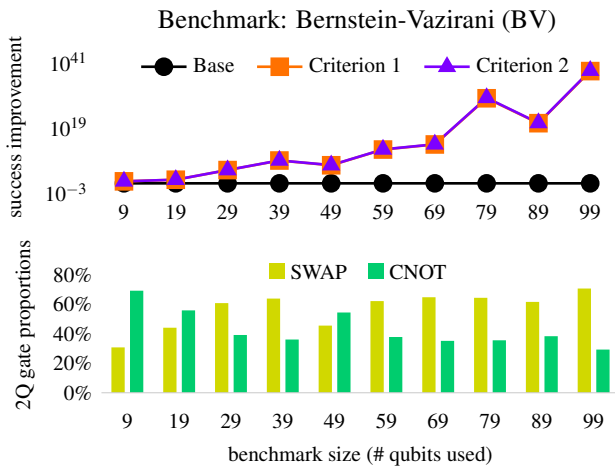 Benchmark: Bernstein-Vazirani (BV)
success improvement
10^41
10^19
10^-3
Base
Criterion 1
Criterion 2
9 19 29 39 49 59 69 79 89 99
2Q gate proportions
80%
60%
40%
20%
0%
SWAP
CNOT
9 19 29 39 49 59 69 79 89 99
benchmark size (# qubits used)